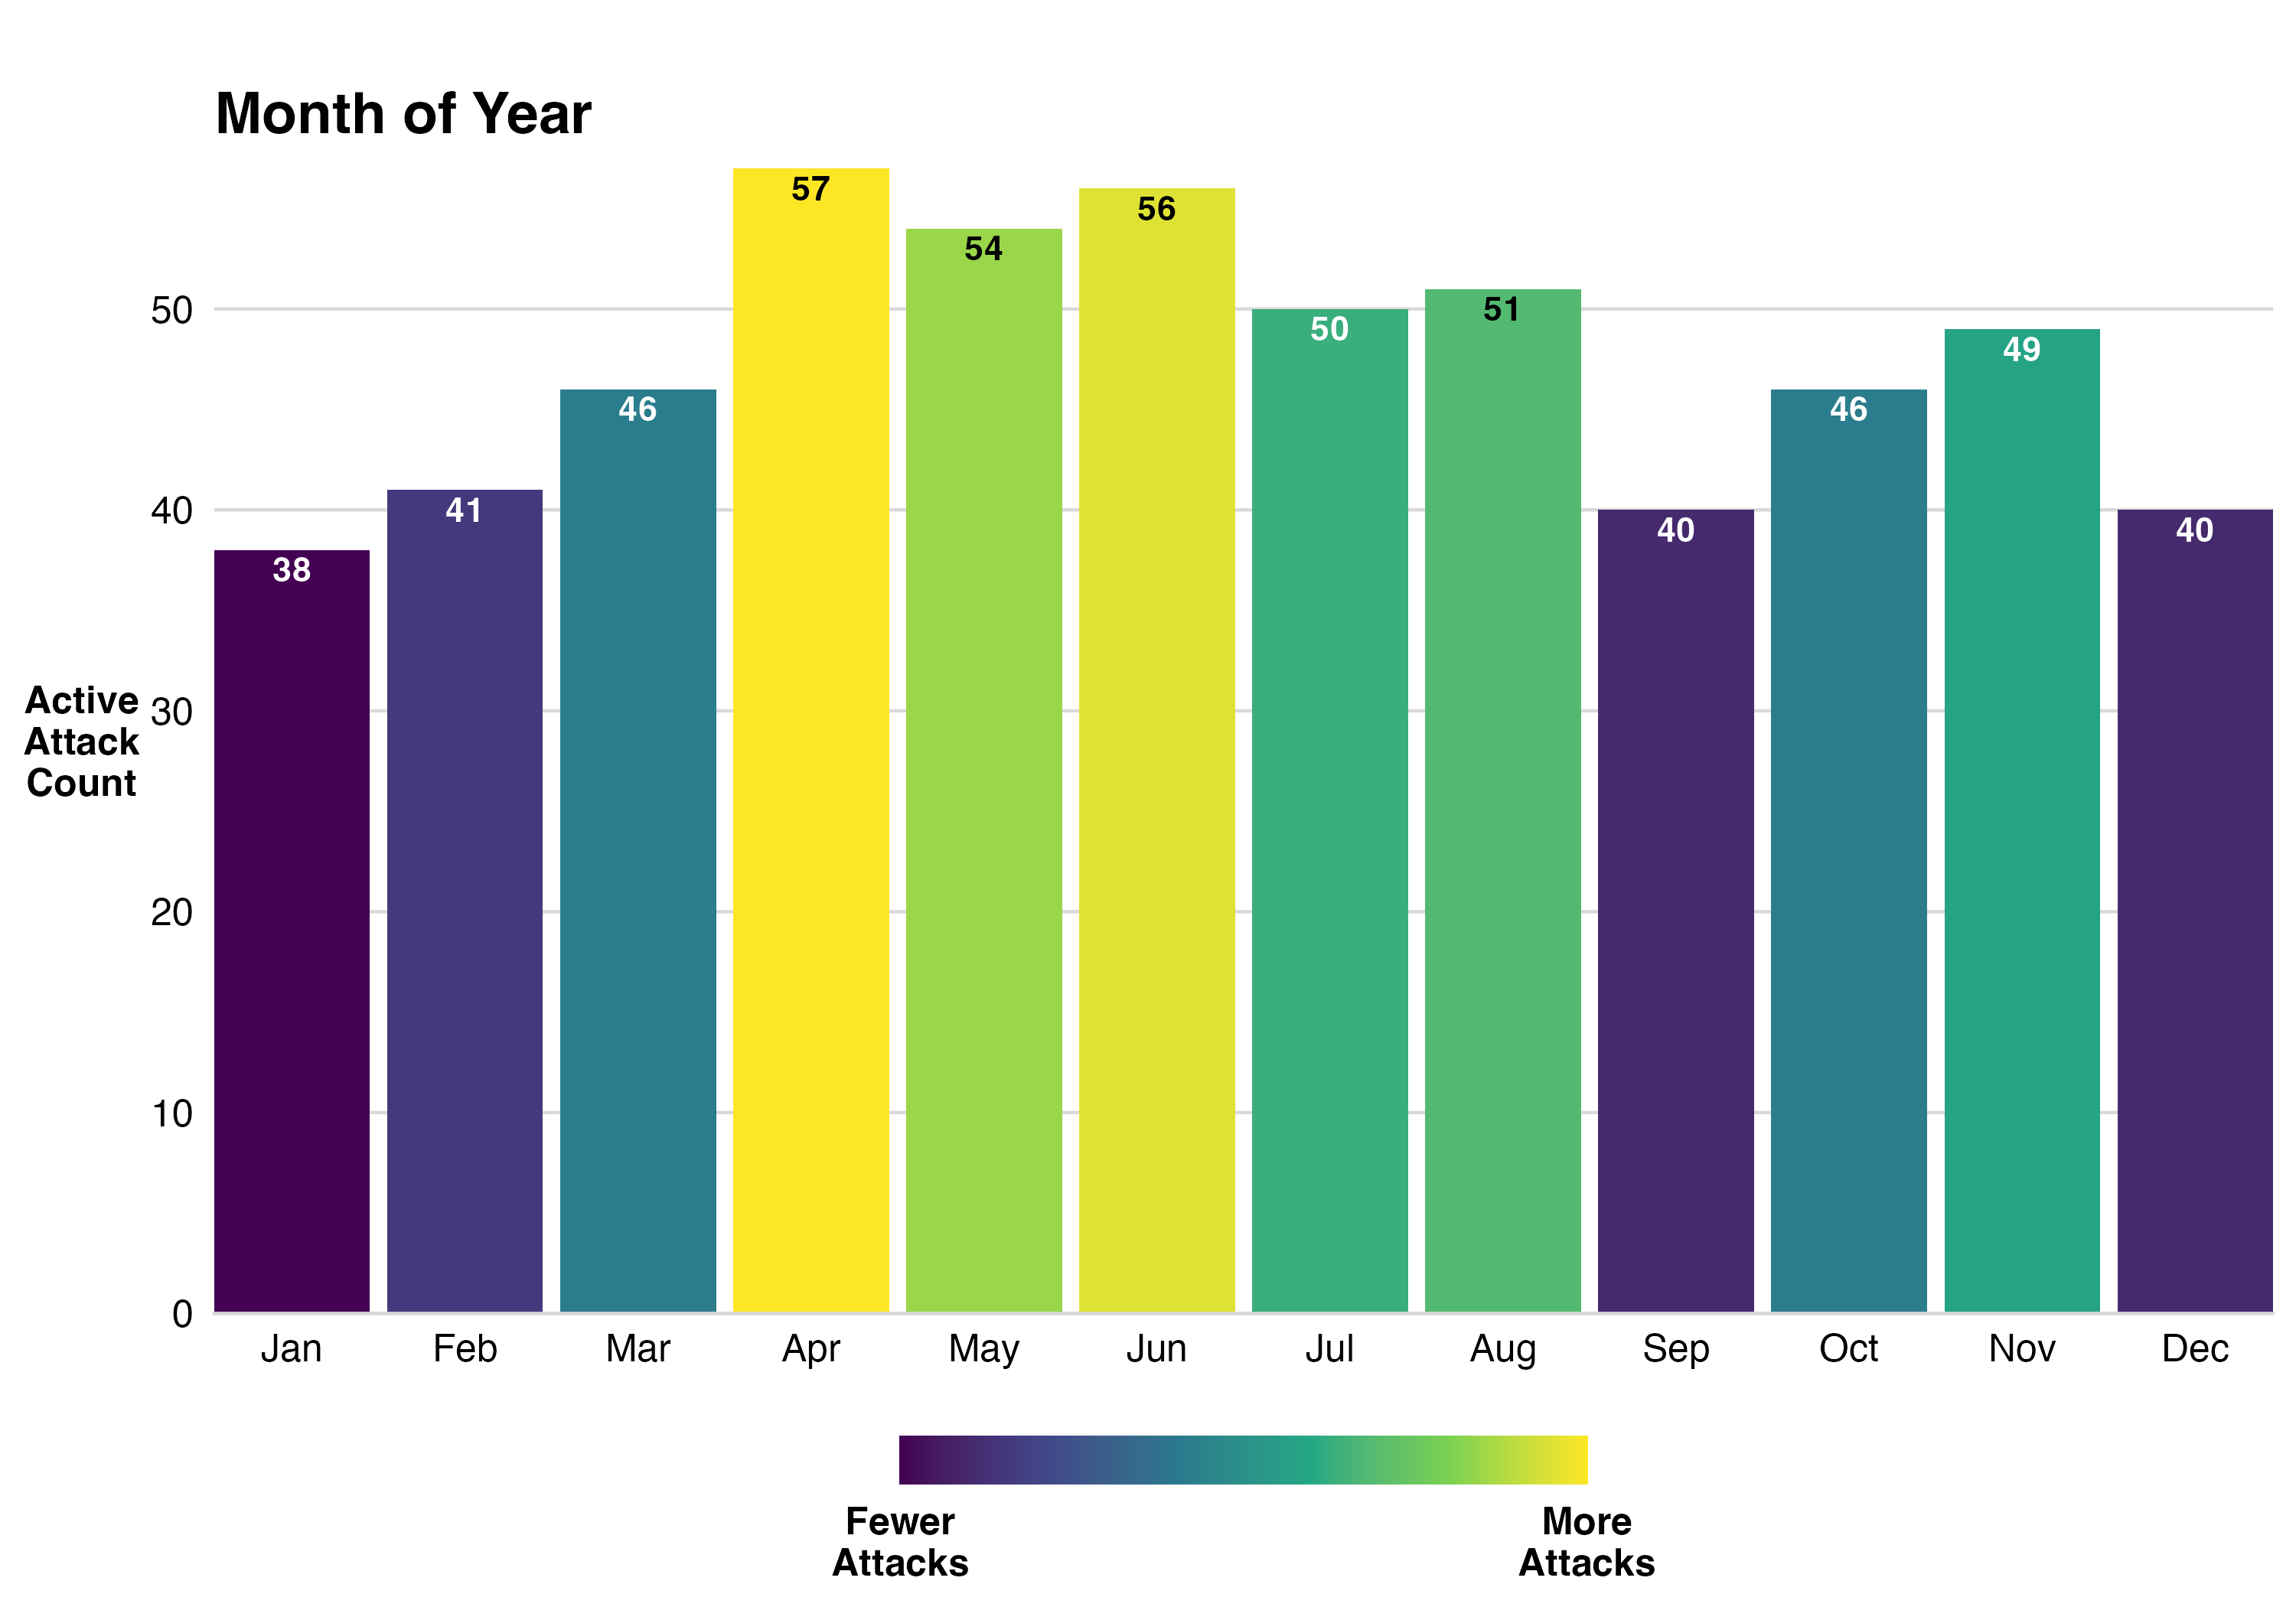 Month of Year
57
54
56
50
51
46
49
46
41
40
40
38
50
40
30
20
10
0
Active
Attack
Count
Jan
Feb
Mar
Apr
May
Jun
Jul
Aug
Sep
Oct
Nov
Dec
Fewer
Attacks
More
Attacks